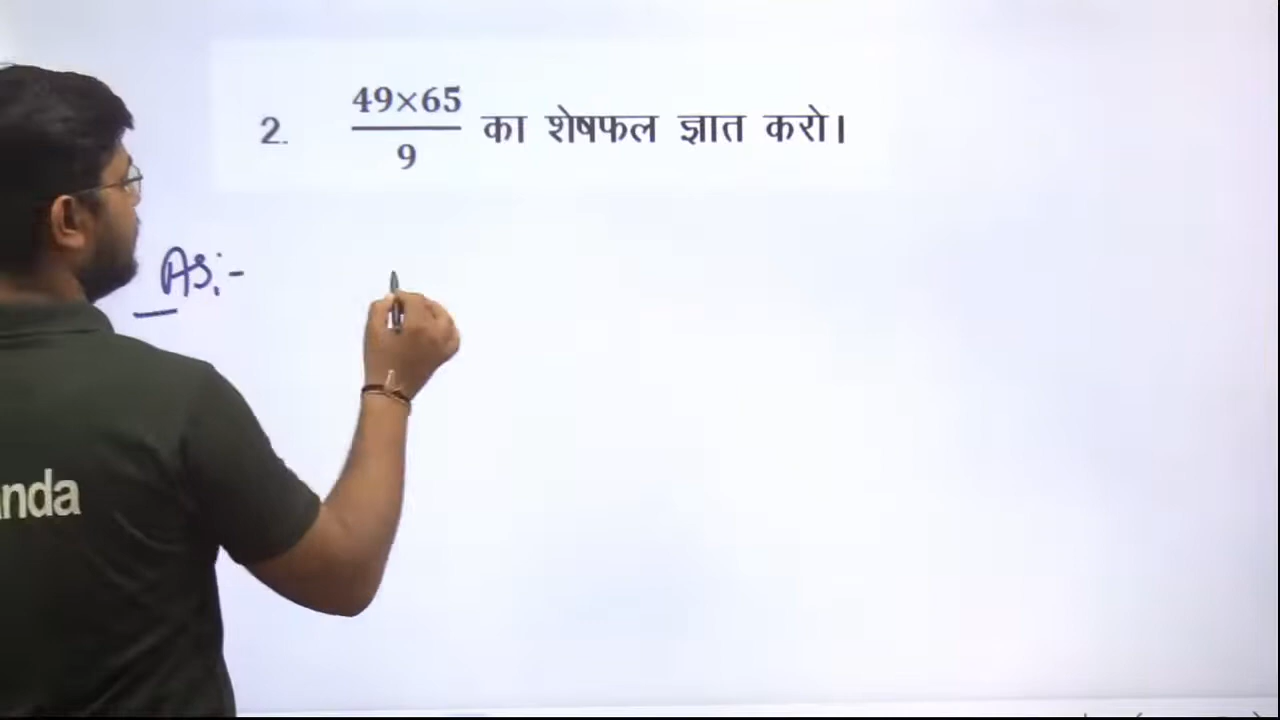 2. 49×65/9 का शेषफल ज्ञात करो।
As:-
nda